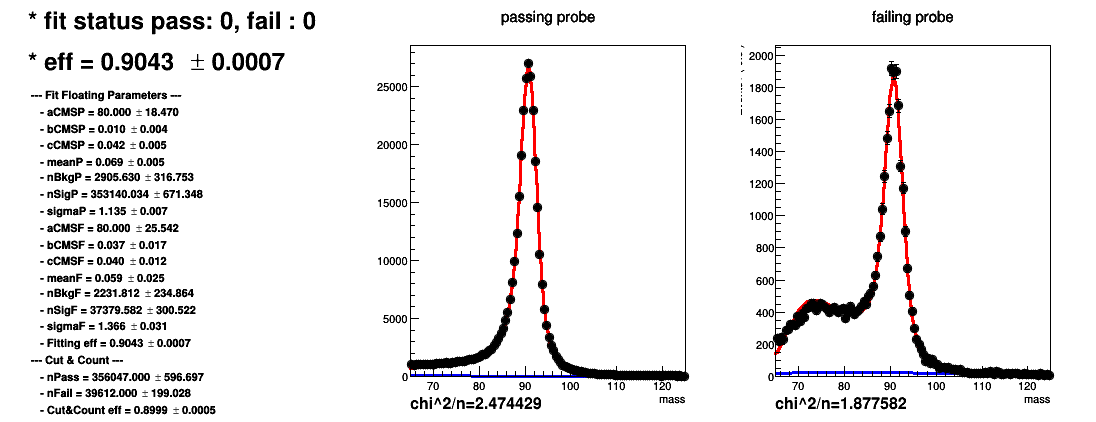 * fit status pass: 0, fail : 0
* eff = 0.9043 ± 0.0007
--- Fit Floating Parameters ---
- aCMSP = 80.000 ± 18.470
- bCMSP = 0.010 ± 0.004
- cCMSP = 0.042 ± 0.005
- meanP = 0.069 ± 0.005
- nBkgP = 2905.630 ± 316.753
- nSigP = 353140.034 ± 671.348
- sigmaP = 1.135 ± 0.007
- aCMSF = 80.000 ± 25.542
- bCMSF = 0.037 ± 0.017
- cCMSF = 0.040 ± 0.012
- meanF = 0.059 ± 0.025
- nBkgF = 2231.812 ± 234.864
- nSigF = 37379.582 ± 300.522
- sigmaF = 1.366 ± 0.031
- Fitting eff = 0.9043 ± 0.0007
--- Cut & Count ---
- nPass = 356047.000 ± 596.697
- nFail = 39612.000 ± 199.028
- Cut&Count eff = 0.8999 ± 0.0005
passing probe
25000
20000
15000
10000
5000
0
70 80 90 100 110 120
mass
chi^2/n=2.474429
failing probe
2000
1800
1600
1400
1200
1000
800
600
400
200
0
70 80 90 100 110 120
mass
chi^2/n=1.877582